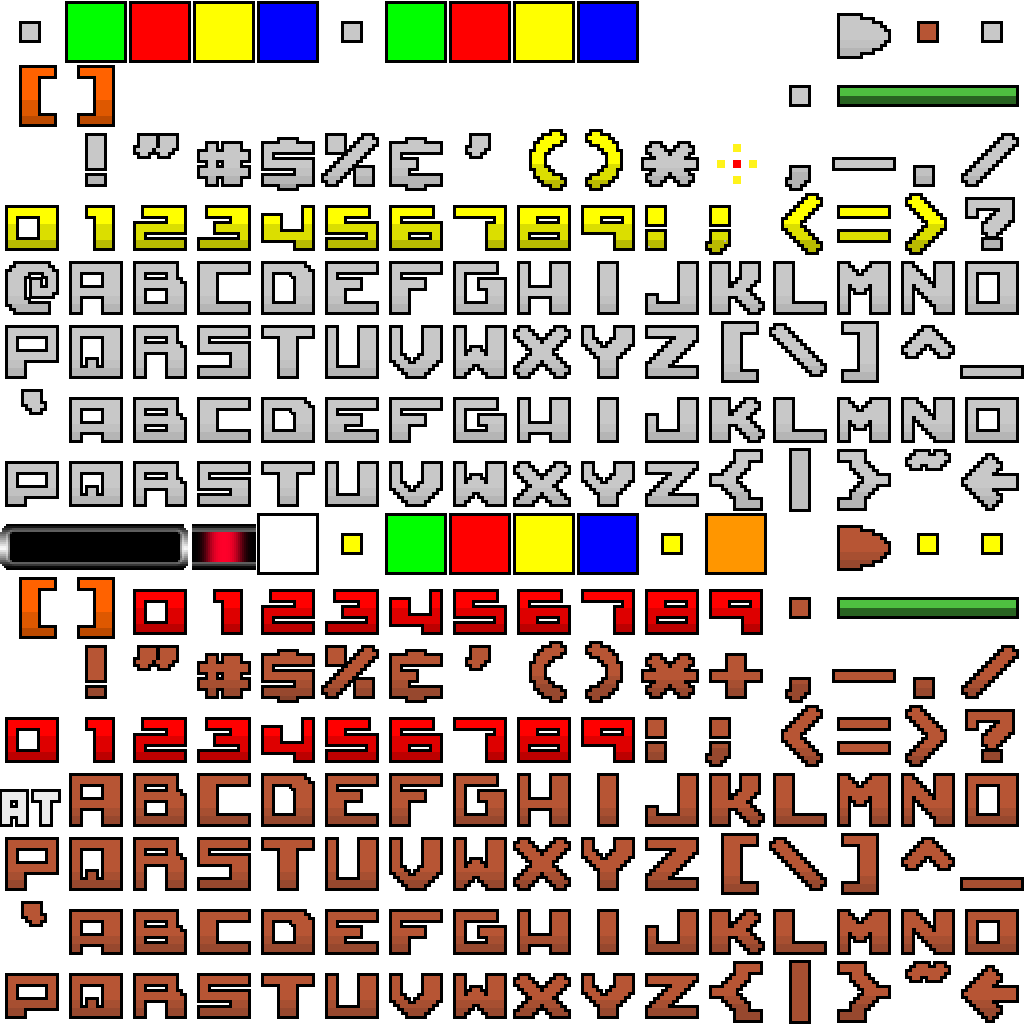 [ ]
! " # $ % £ ' ( ) * , - . /
0 1 2 3 4 5 6 7 8 9 : ; < = > ?
@ A B C D E F G H I J K L M N O
P Q R S T U V W X Y Z [ \ ] ^ _
' A B C D E F G H I J K L M N O
P Q R S T U V W X Y Z { | } ~ ←
[ ] 0 1 2 3 4 5 6 7 8 9
! " # $ % £ ' ( ) * + , - . /
0 1 2 3 4 5 6 7 8 9 : ; < = > ?
AT A B C D E F G H I J K L M N O
P Q R S T U V W X Y Z [ \ ] ^ _
' A B C D E F G H I J K L M N O
P Q R S T U V W X Y Z { | } ~ ←